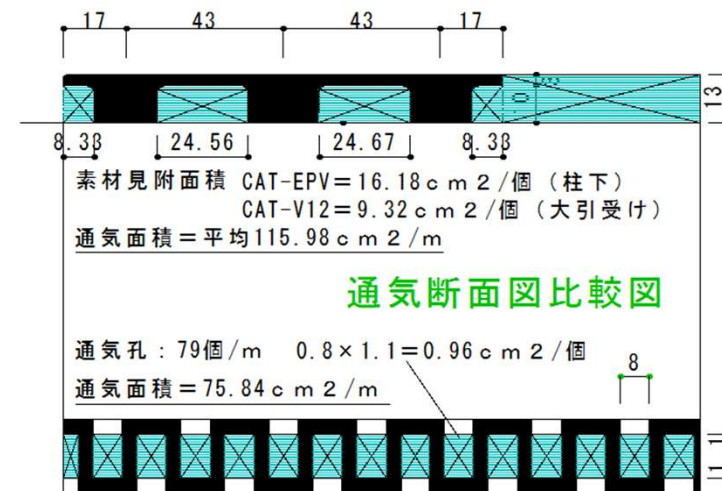 17 43 43 17
10
13
8.33 24.56 24.67 8.33
素材見附面積 CAT-EPV=16.18cm2/個 (柱下)
CAT-V12=9.32cm2/個 (大引受け)
通気面積=平均115.98cm2/m
通気断面図比較図
通気孔:79個/m 0.8×1.1=0.96cm2/個
8
通気面積=75.84cm2/m
11